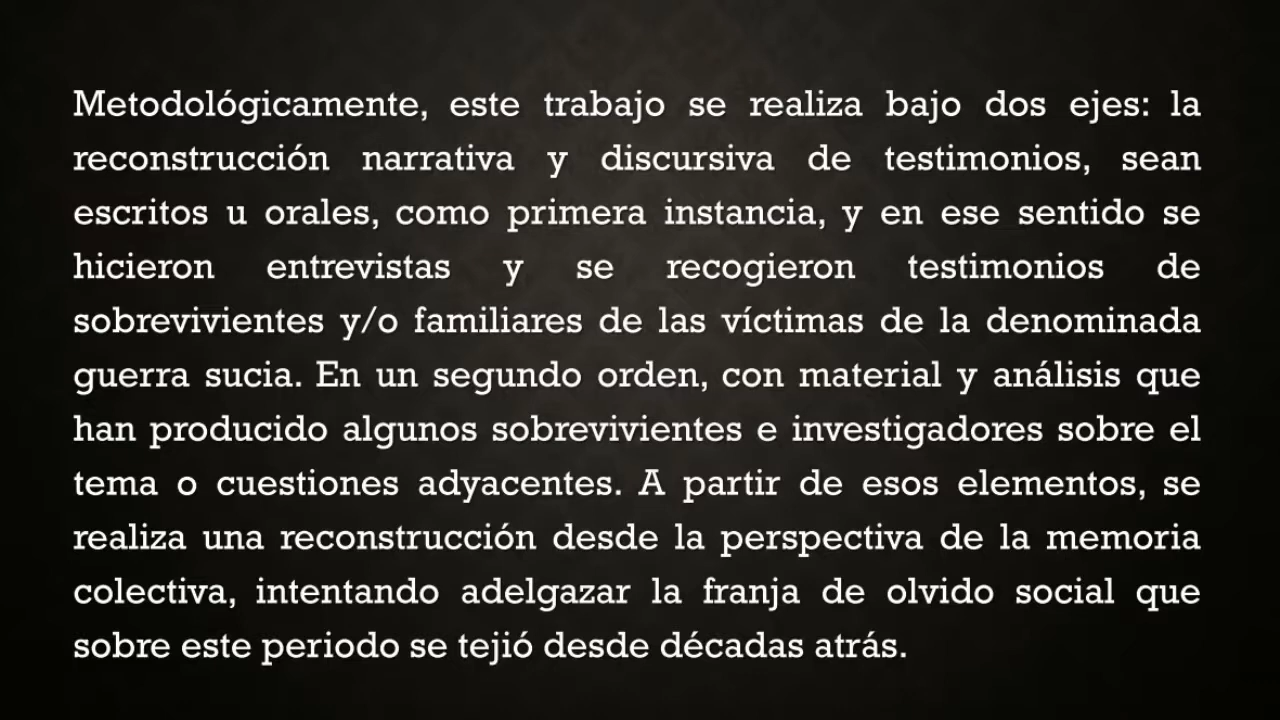 Metodológicamente, este trabajo se realiza bajo dos ejes: la
reconstrucción narrativa y discursiva de testimonios, sean
escritos u orales, como primera instancia, y en ese sentido se
hicieron entrevistas y se recogieron testimonios de
sobrevivientes y/o familiares de las víctimas de la denominada
guerra sucia. En un segundo orden, con material y análisis que
han producido algunos sobrevivientes e investigadores sobre el
tema o cuestiones adyacentes. A partir de esos elementos, se
realiza una reconstrucción desde la perspectiva de la memoria
colectiva, intentando adelgazar la franja de olvido social que
sobre este periodo se tejió desde décadas atrás.